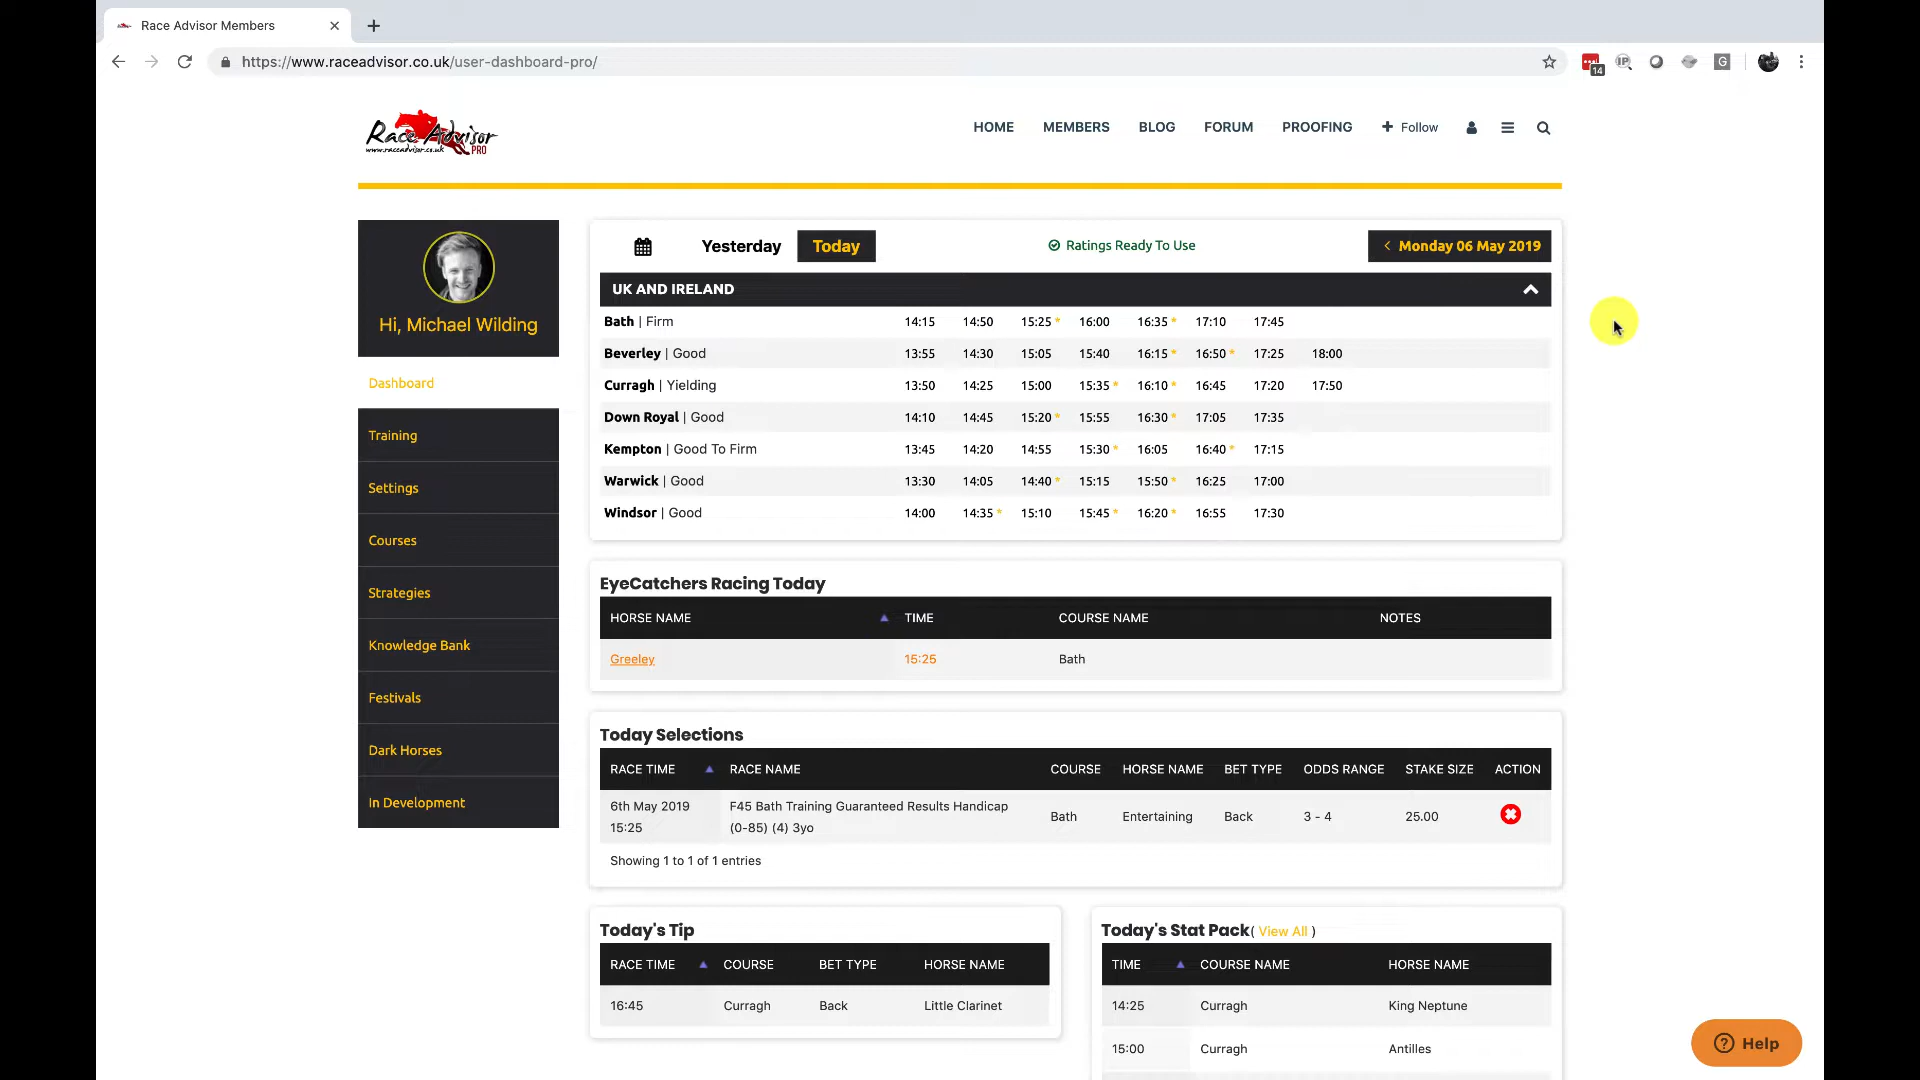 Race Advisor Members
14
IP
G
https://www.raceadvisor.co.uk/user-dashboard-pro/
Race Advisor
www.raceadvisor.co.uk PRO
HOME MEMBERS BLOG FORUM PROOFING + Follow
Hi, Michael Wilding
Dashboard
Training
Settings
Courses
Strategies
Knowledge Bank
Festivals
Dark Horses
In Development
Yesterday Today Ratings Ready To Use < Monday 06 May 2019
UK AND IRELAND
Bath | Firm 14:15 14:50 15:25 * 16:00 16:35 * 17:10 17:45
Beverley | Good 13:55 14:30 15:05 15:40 16:15 * 16:50 * 17:25 18:00
Curragh | Yielding 13:50 14:25 15:00 15:35 * 16:10 * 16:45 17:20 17:50
Down Royal | Good 14:10 14:45 15:20 * 15:55 16:30 * 17:05 17:35
Kempton | Good To Firm 13:45 14:20 14:55 15:30 * 16:05 16:40 * 17:15
Warwick | Good 13:30 14:05 14:40 * 15:15 15:50 * 16:25 17:00
Windsor | Good 14:00 14:35 * 15:10 15:45 * 16:20 * 16:55 17:30
EyeCatchers Racing Today
HORSE NAME TIME COURSE NAME NOTES
Greeley 15:25 Bath
Today Selections
RACE TIME RACE NAME COURSE HORSE NAME BET TYPE ODDS RANGE STAKE SIZE ACTION
6th May 2019 F45 Bath Training Guaranteed Results Handicap
15:25 (0-85) (4) 3yo Bath Entertaining Back 3 - 4 25.00
Showing 1 to 1 of 1 entries
Today's Tip
RACE TIME COURSE BET TYPE HORSE NAME
16:45 Curragh Back Little Clarinet
Today's Stat Pack( View All )
TIME COURSE NAME HORSE NAME
14:25 Curragh King Neptune
15:00 Curragh Antilles
? Help